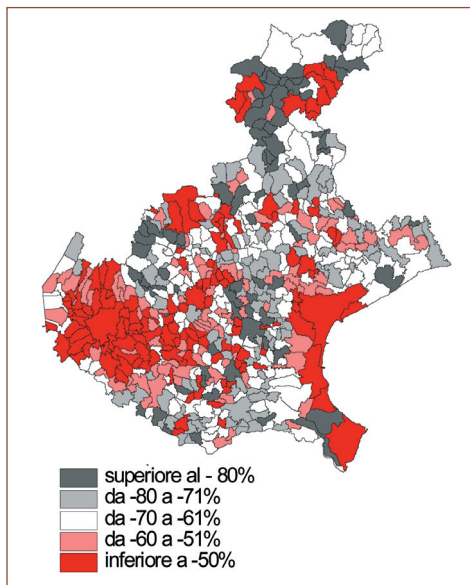 superiore al - 80%
da -80 a -71%
da -70 a -61%
da -60 a -51%
inferiore a -50%